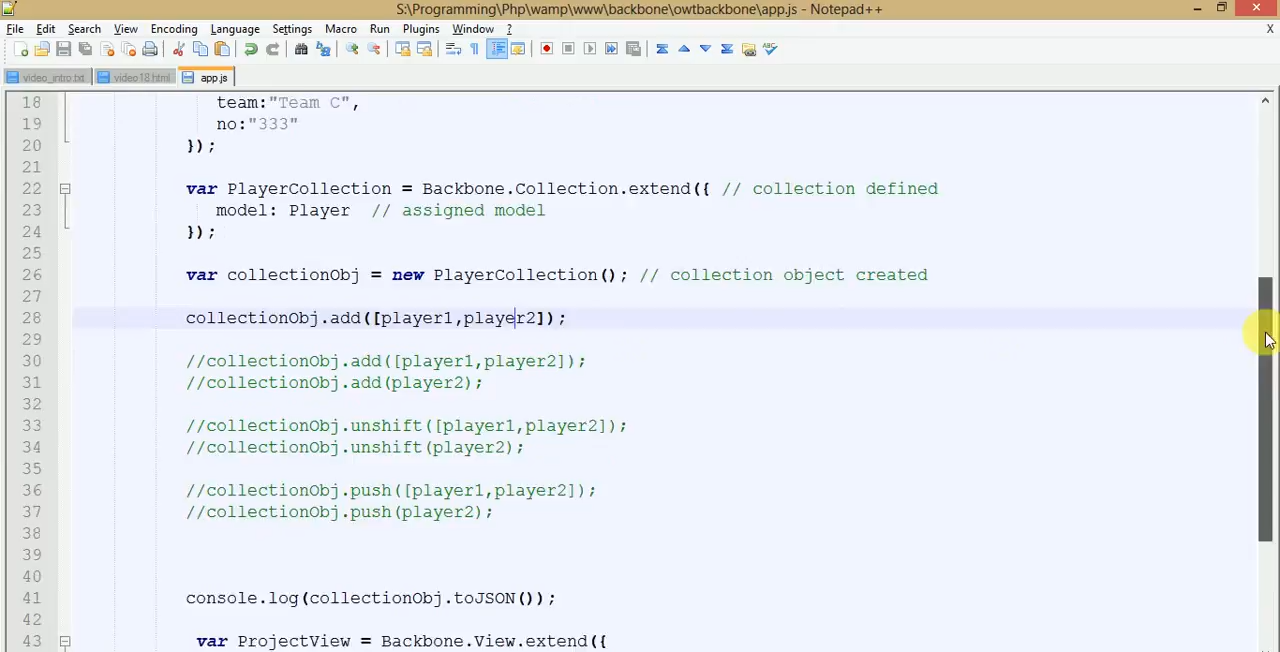 S:\Programming\Php\wamp\www\backbone\owtbackbone\app.js - Notepad++
File Edit Search View Encoding Language Settings Macro Run Plugins Window ? X
video_intro.txt video18.html app.js
18 team:"Team C",
19 no:"333"
20 });
21
22 var PlayerCollection = Backbone.Collection.extend({ // collection defined
23 model: Player // assigned model
24 });
25
26 var collectionObj = new PlayerCollection(); // collection object created
27
28 collectionObj.add([player1,player2]);
29
30 //collectionObj.add([player1,player2]);
31 //collectionObj.add(player2);
32
33 //collectionObj.unshift([player1,player2]);
34 //collectionObj.unshift(player2);
35
36 //collectionObj.push([player1,player2]);
37 //collectionObj.push(player2);
38
39
40
41 console.log(collectionObj.toJSON());
42
43 var ProjectView = Backbone.View.extend({